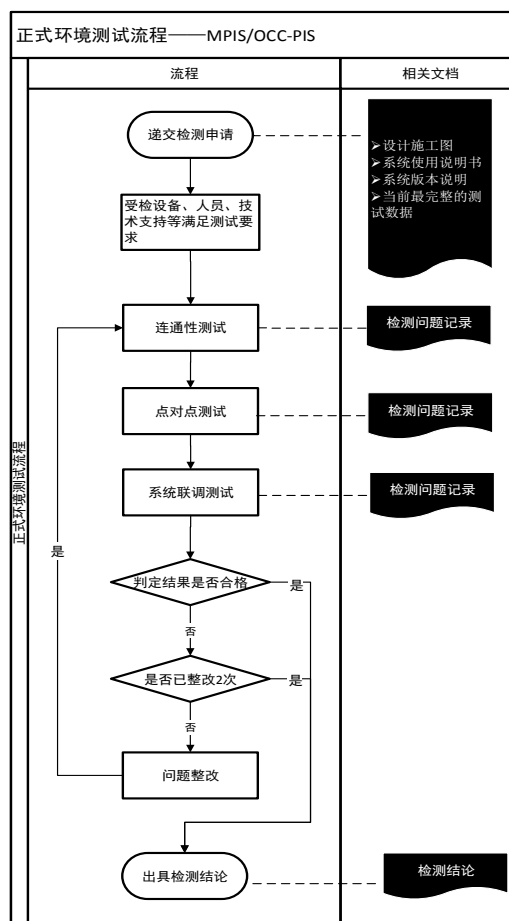 正式环境测试流程——MPIS/OCC-PIS
流程
相关文档
正式环境测试流程
递交检测申请
➢设计施工图
➢系统使用说明书
➢系统版本说明
➢当前最完整的测
试数据
受检设备、人员、技
术支持等满足测试要
求
连通性测试
检测问题记录
点对点测试
检测问题记录
系统联调测试
检测问题记录
判定结果是否合格
是
否
是
是否已整改2次
是
否
问题整改
出具检测结论
检测结论